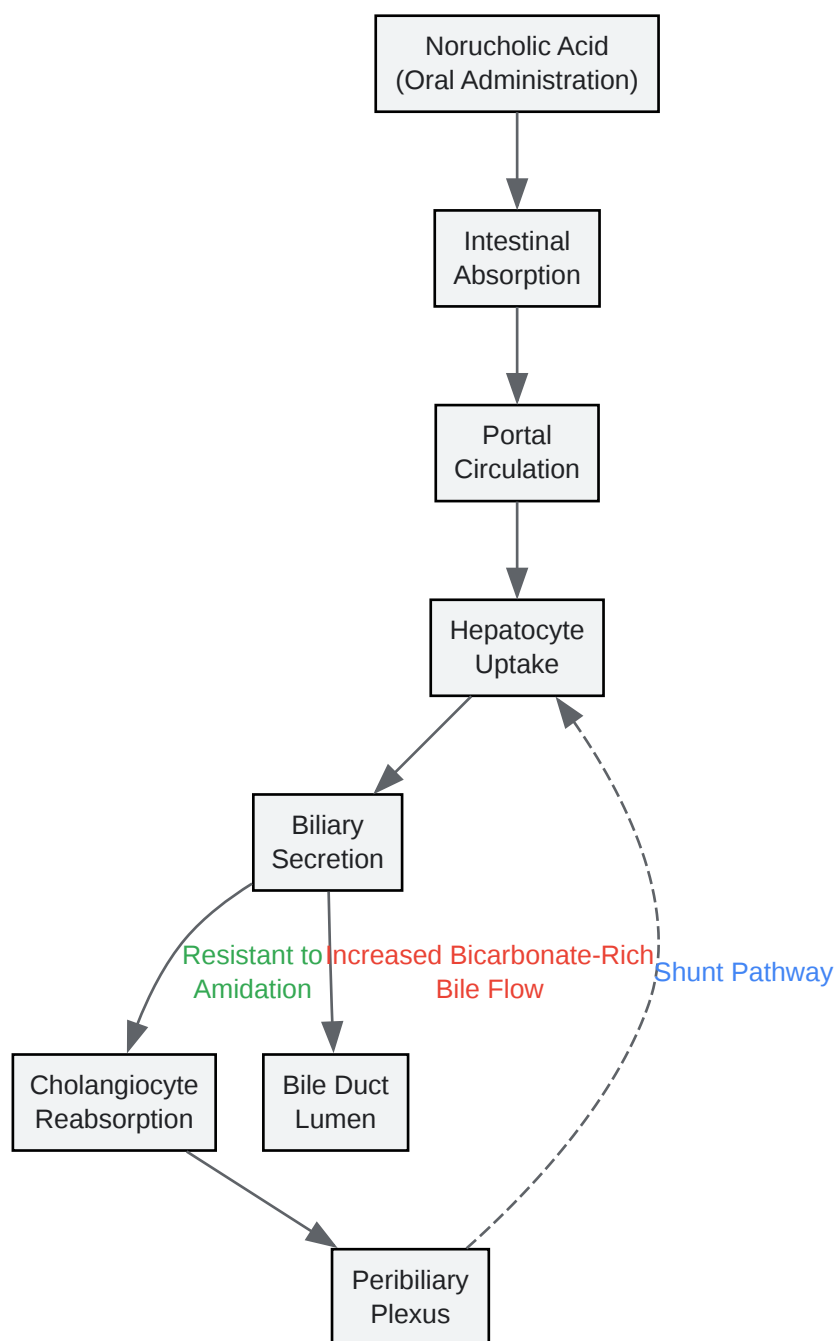 Norucholic Acid
(Oral Administration)
Intestinal
Absorption
Portal
Circulation
Hepatocyte
Uptake
Biliary
Secretion
Resistant to
Amidation
Increased Bicarbonate-Rich
Bile Flow
Shunt Pathway
Cholangiocyte
Reabsorption
Bile Duct
Lumen
Peribiliary
Plexus